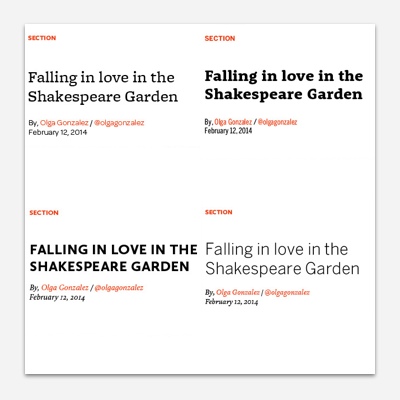 SECTION
Falling in love in the
Shakespeare Garden
By, Olga Gonzalez / @olgagonzalez
February 12, 2014
SECTION
Falling in love in the
Shakespeare Garden
By, Olga Gonzalez / @olgagonzalez
February 12, 2014
SECTION
FALLING IN LOVE IN THE
SHAKESPEARE GARDEN
By, Olga Gonzalez / @olgagonzalez
February 12, 2014
SECTION
Falling in love in the
Shakespeare Garden
By, Olga Gonzalez / @olgagonzalez
February 12, 2014